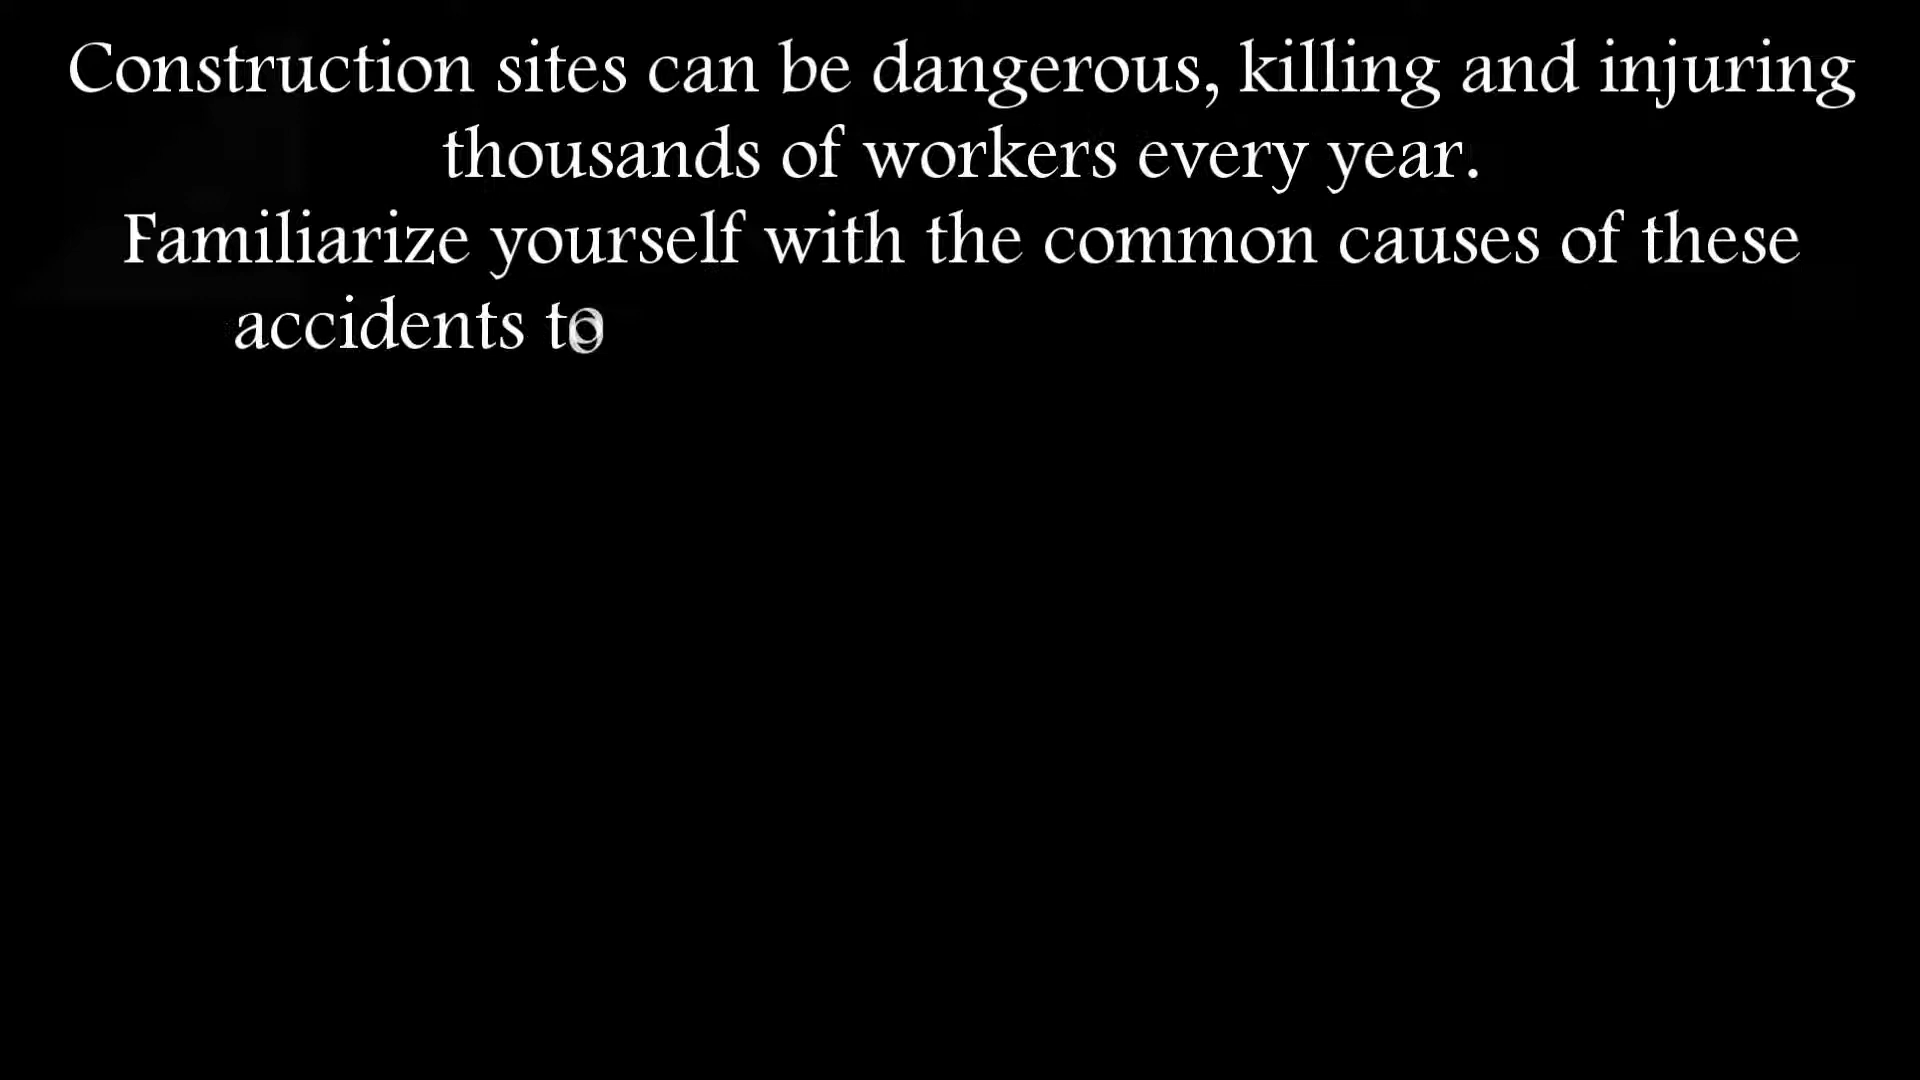 Construction sites can be dangerous, killing and injuring
thousands of workers every year.
Familiarize yourself with the common causes of these
accidents to